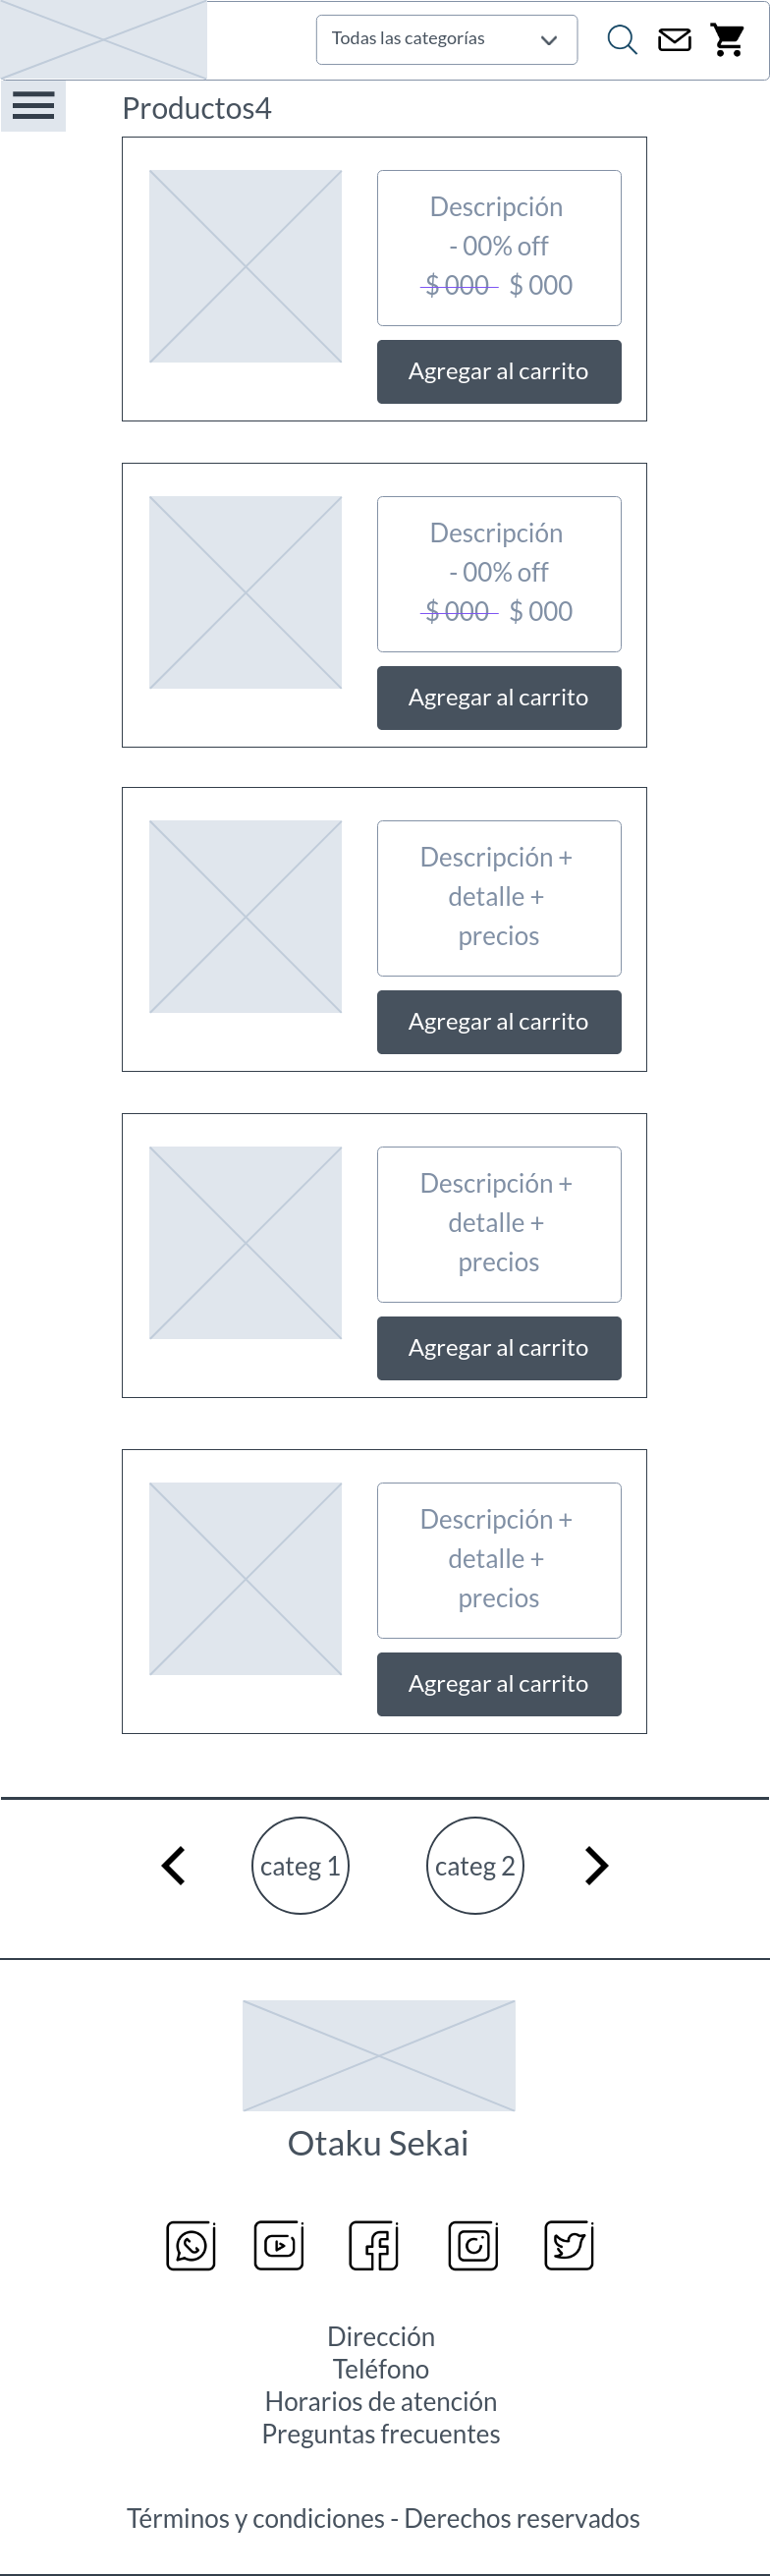 Todas las categorías
Productos4
Descripción
- 00% off
$ 000 $ 000
Agregar al carrito
Descripción
- 00% off
$ 000 $ 000
Agregar al carrito
Descripción +
detalle +
precios
Agregar al carrito
Descripción +
detalle +
precios
Agregar al carrito
Descripción +
detalle +
precios
Agregar al carrito
categ 1 categ 2
Otaku Sekai
Dirección
Teléfono
Horarios de atención
Preguntas frecuentes
Términos y condiciones - Derechos reservados